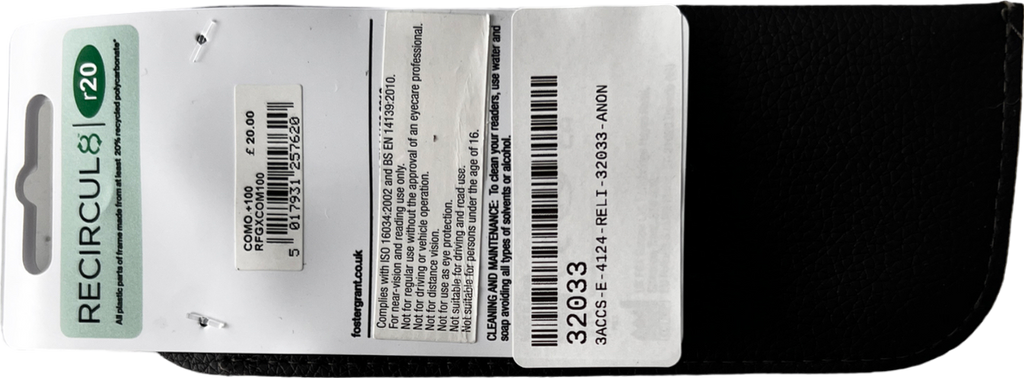 RECIRCUL8 r20
All plastic parts of frame made from at least 20% recycled polycarbonate*
COMO +100 £ 20.00
RFGXCOM100
5 017931 257620
fostergrant.co.uk
Complies with ISO 16034:2002 and BS EN 14139:2010.
For near-vision and reading use only.
Not for regular use without the approval of an eyecare professional.
Not for driving or vehicle operation.
Not for distance vision.
Not for use as eye protection.
Not suitable for driving and road use.
Not suitable for persons under the age of 16.
CLEANING AND MAINTENANCE: To clean your readers, use water and
soap avoiding all types of solvents or alcohol.
32033
3ACCS-E-4124-RELI-32033-ANON